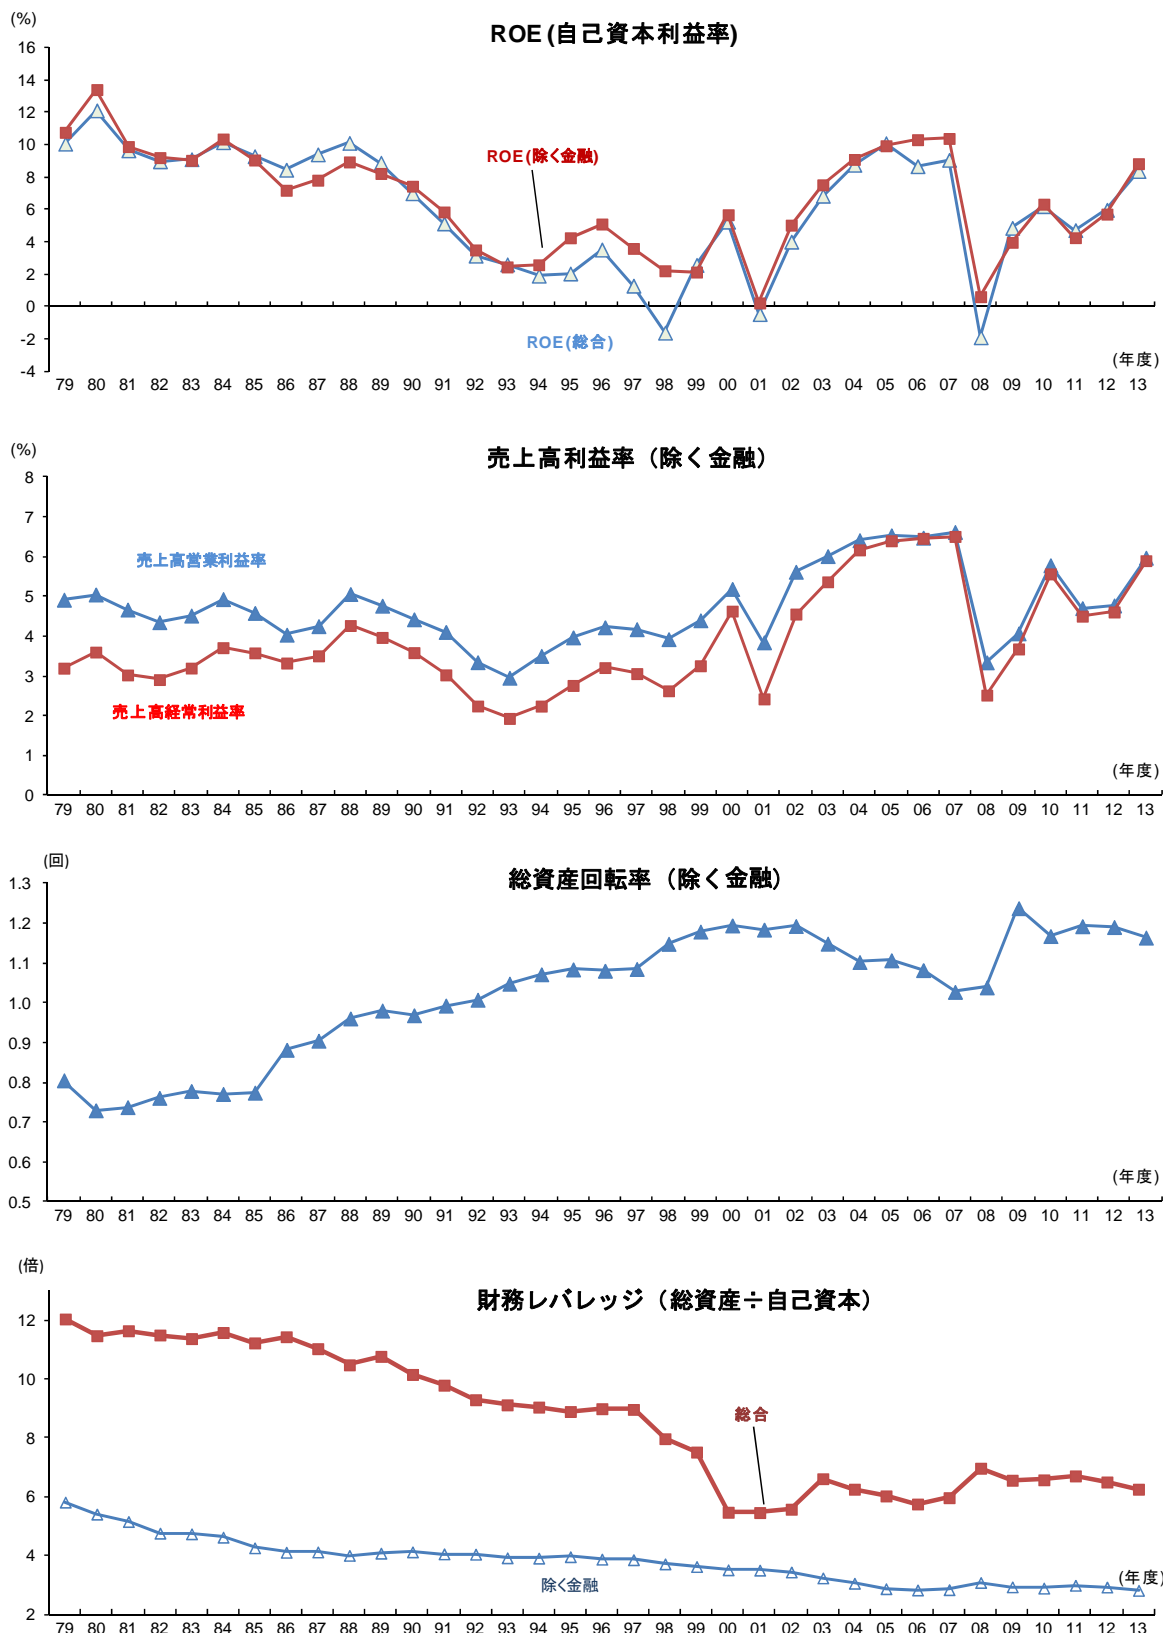 (%)
ROE(自己資本利益率)
16
14
12
10
8
6
4
2
0
-2
-4
ROE(除く金融)
ROE(総合)
(年度)
79 80 81 82 83 84 85 86 87 88 89 90 91 92 93 94 95 96 97 98 99 00 01 02 03 04 05 06 07 08 09 10 11 12 13
(%)
売上高利益率（除く金融）
8
7
6
5
4
3
2
1
0
売上高営業利益率
売上高経常利益率
(年度)
79 80 81 82 83 84 85 86 87 88 89 90 91 92 93 94 95 96 97 98 99 00 01 02 03 04 05 06 07 08 09 10 11 12 13
(回)
総資産回転率（除く金融）
1.3
1.2
1.1
1.0
0.9
0.8
0.7
0.6
0.5
(年度)
79 80 81 82 83 84 85 86 87 88 89 90 91 92 93 94 95 96 97 98 99 00 01 02 03 04 05 06 07 08 09 10 11 12 13
(倍)
財務レバレッジ（総資産÷自己資本）
12
10
8
6
4
2
総合
除く金融
(年度)
79 80 81 82 83 84 85 86 87 88 89 90 91 92 93 94 95 96 97 98 99 00 01 02 03 04 05 06 07 08 09 10 11 12 13